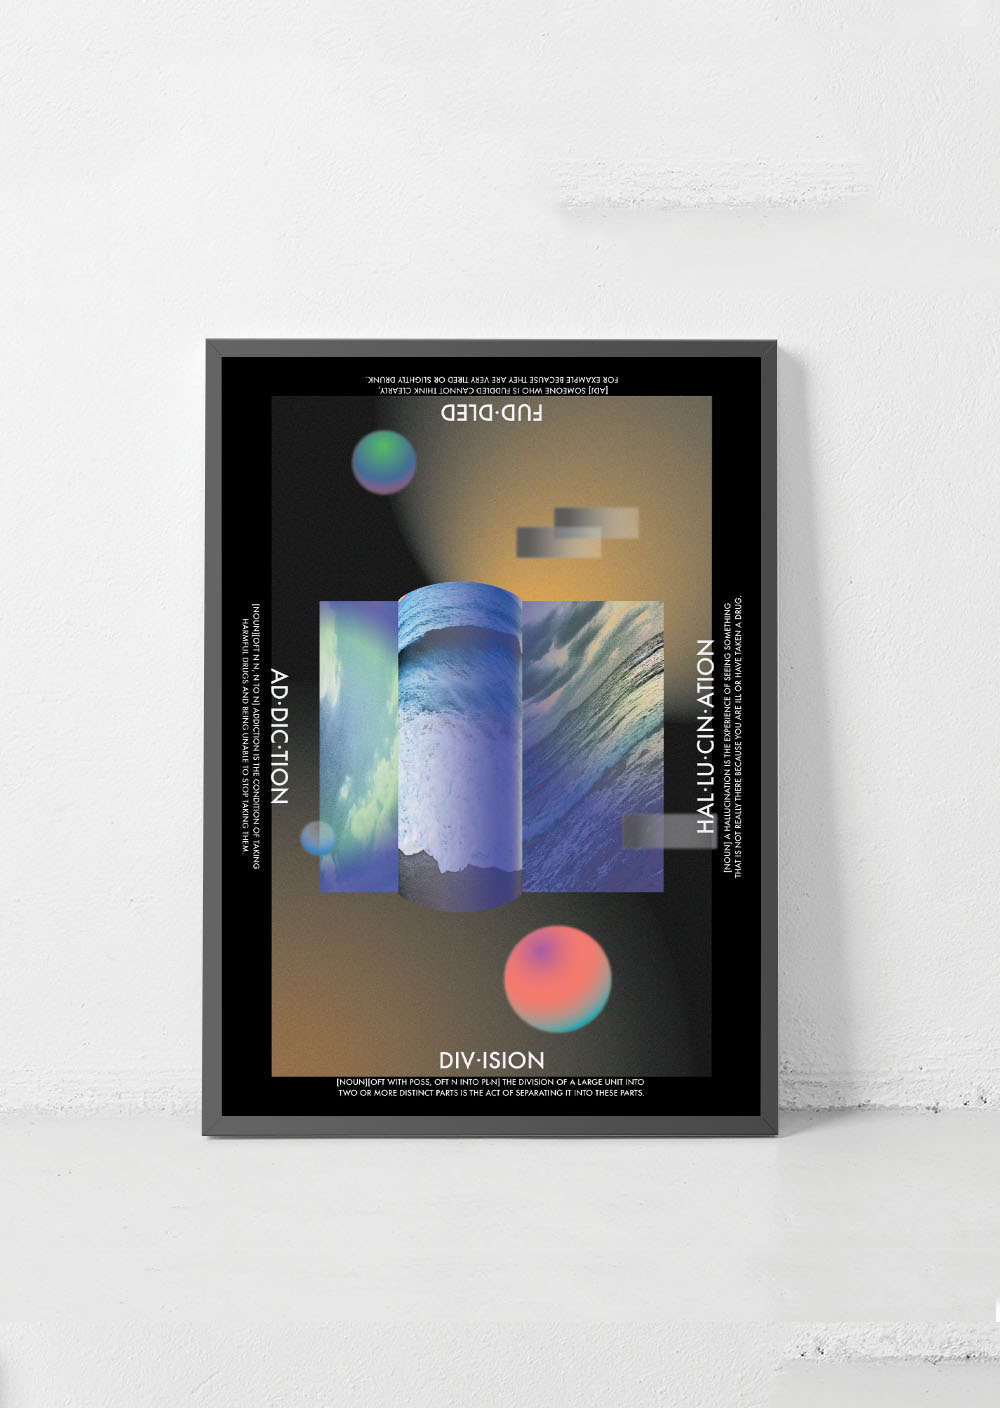 FUD·DLED
[ADJ] SOMEONE WHO IS FUDDLED CANNOT THINK CLEARLY,
FOR EXAMPLE BECAUSE THEY ARE VERY TIRED OR SLIGHTLY DRUNK.
AD·DIC·TION
[NOUN][OFT N N, N TO N] ADDICTION IS THE CONDITION OF TAKING
HARMFUL DRUGS AND BEING UNABLE TO STOP TAKING THEM.
HAL·LU·CIN·ATION
[NOUN] A HALLUCINATION IS THE EXPERIENCE OF SEEING SOMETHING
THAT IS NOT REALLY THERE BECAUSE YOU ARE ILL OR HAVE TAKEN A DRUG.
DIV·ISION
[NOUN][OFT WITH POSS, OFT N INTO PL-N] THE DIVISION OF A LARGE UNIT INTO
TWO OR MORE DISTINCT PARTS IS THE ACT OF SEPARATING IT INTO THESE PARTS.